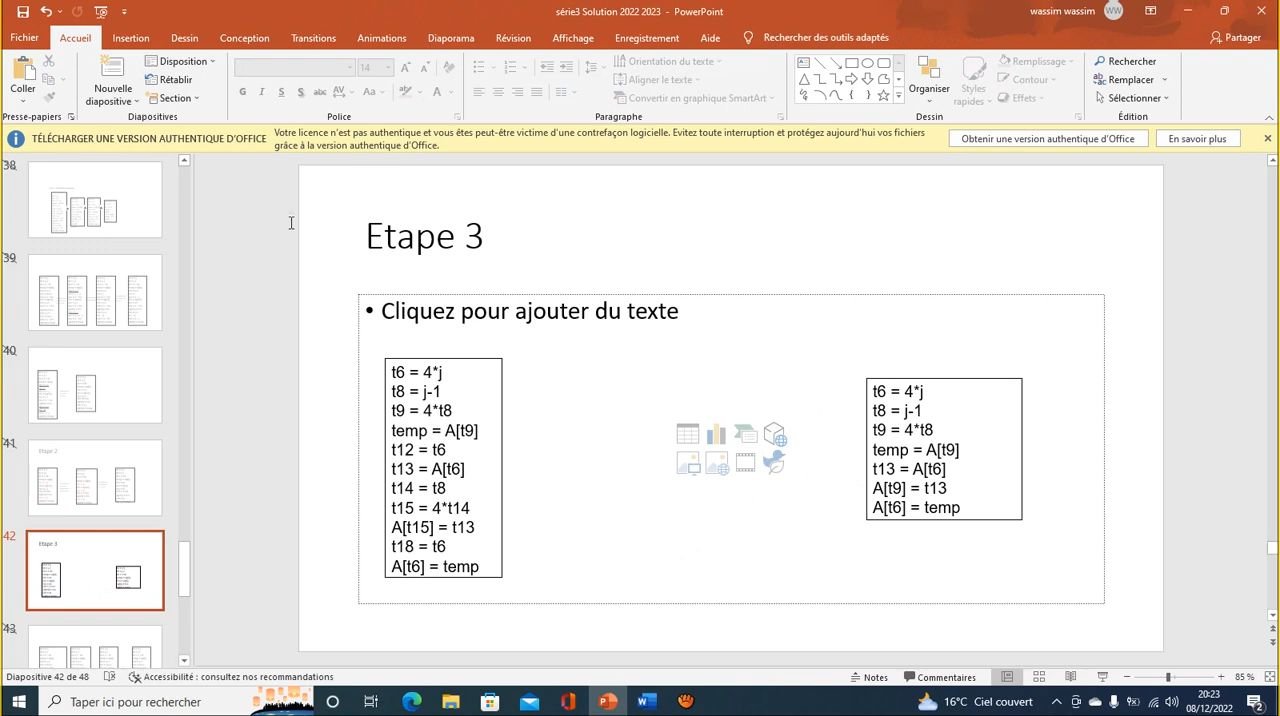 série3 Solution 2022 2023 - PowerPoint
wassim wassim
WW
Fichier
Accueil
Insertion
Dessin
Conception
Transitions
Animations
Diaporama
Révision
Affichage
Enregistrement
Aide
Rechercher des outils adaptés
Partager
Coller
Nouvelle
diapositive
Disposition
Rétablir
Section
14
G
I
S
S
abc
AV
Aa
A
Orientation du texte
Aligner le texte
Convertir en graphique SmartArt
Organiser
Styles
rapides
Remplissage
Contour
Effets
Rechercher
Remplacer
Sélectionner
Presse-papiers
Diapositives
Police
Paragraphe
Dessin
Édition
TÉLÉCHARGER UNE VERSION AUTHENTIQUE D'OFFICE
Votre licence n'est pas authentique et vous êtes peut-être victime d'une contrefaçon logicielle. Evitez toute interruption et protégez aujourd'hui vos fichiers
grâce à la version authentique d'Office.
Obtenir une version authentique d'Office
En savoir plus
38
39
40
41
Etape 2
42
Etape 3
43
Etape 3
• Cliquez pour ajouter du texte
t6 = 4*j
t8 = j-1
t9 = 4*t8
temp = A[t9]
t12 = t6
t13 = A[t6]
t14 = t8
t15 = 4*t14
A[t15] = t13
t18 = t6
A[t6] = temp
t6 = 4*j
t8 = j-1
t9 = 4*t8
temp = A[t9]
t13 = A[t6]
A[t9] = t13
A[t6] = temp
Diapositive 42 de 48
Accessibilité : consultez nos recommandations
Notes
Commentaires
85 %
Taper ici pour rechercher
16°C Ciel couvert
20:23
08/12/2022
2